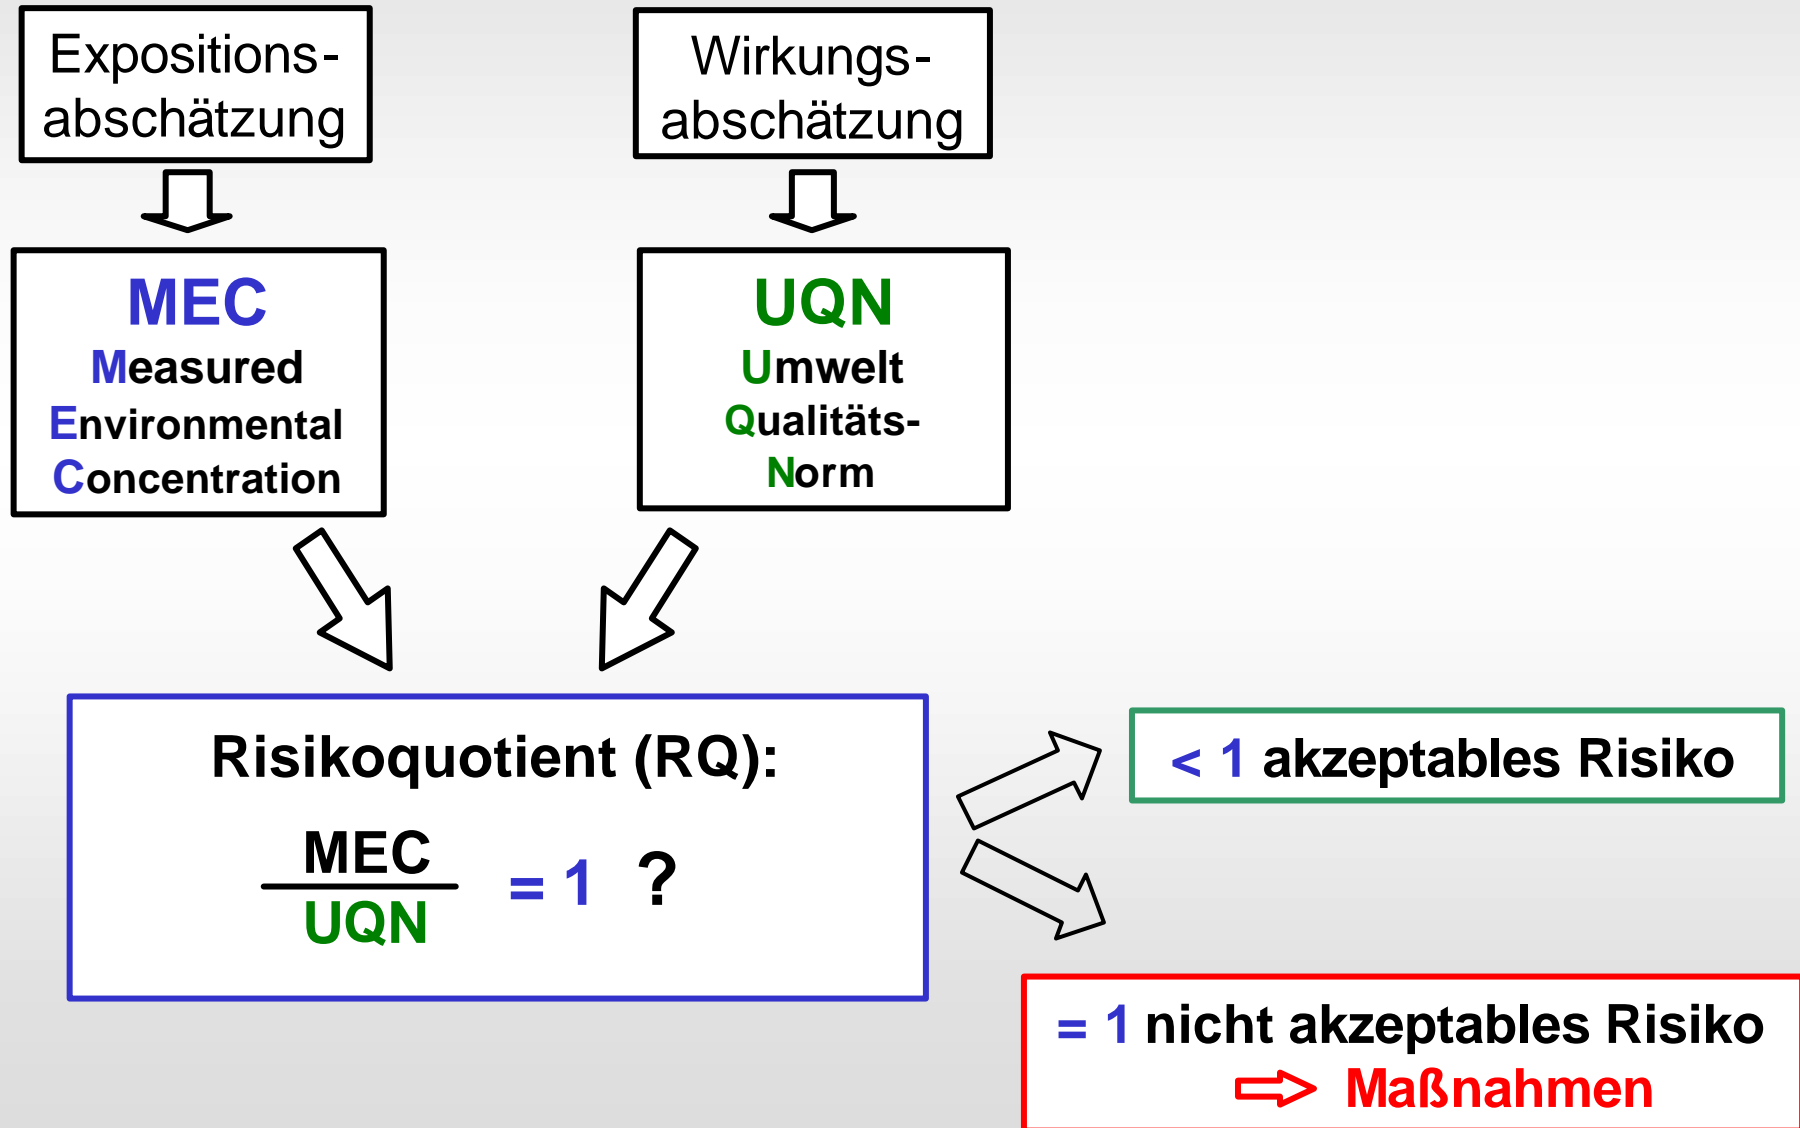 Expositions-
abschätzung
Wirkungs-
abschätzung
MEC
Measured
Environmental
Concentration
UQN
Umwelt
Qualitäts-
Norm
Risikoquotient (RQ):
MEC
UQN
= 1 ?
< 1 akzeptables Risiko
= 1 nicht akzeptables Risiko
Maßnahmen